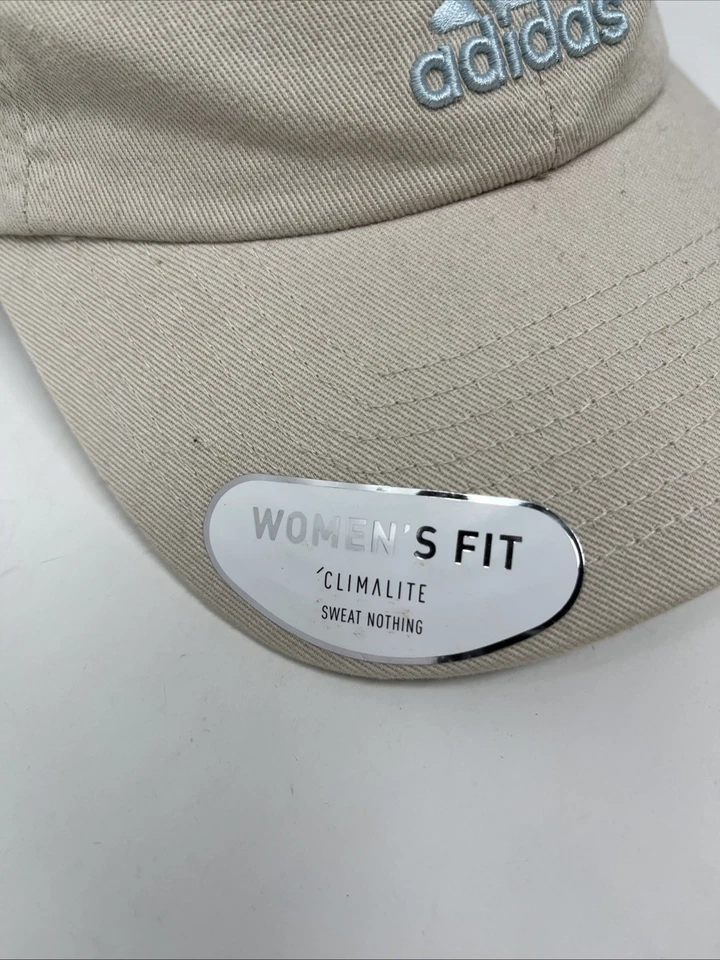 adidas
WOMEN'S FIT
´CLIMALITE
SWEAT NOTHING